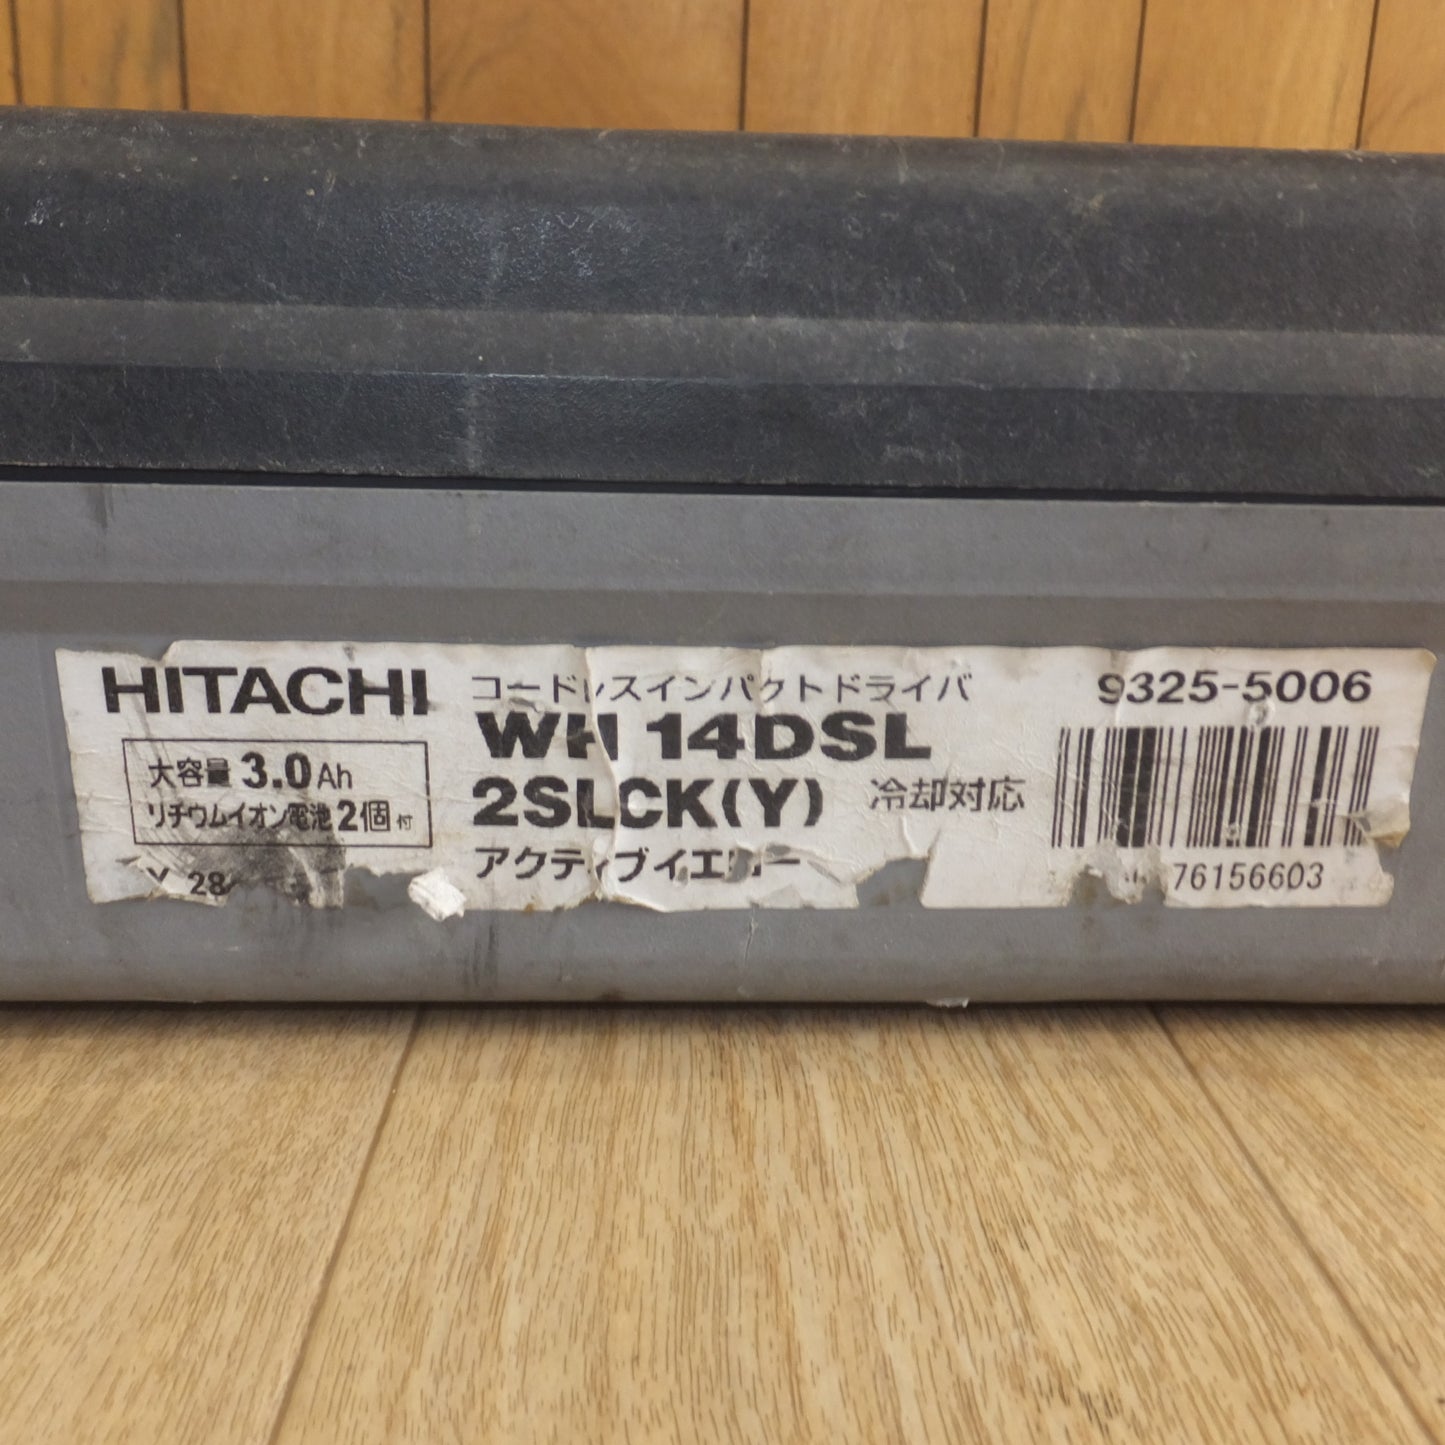 HITACHI
大容量 3.0Ah
リチウムイオン電池 2個付
28
コードレスインパクトドライバ
WH 14DSL
2SLCK(Y) 冷却対応
アクティブイエロー
9325-5006
76156603